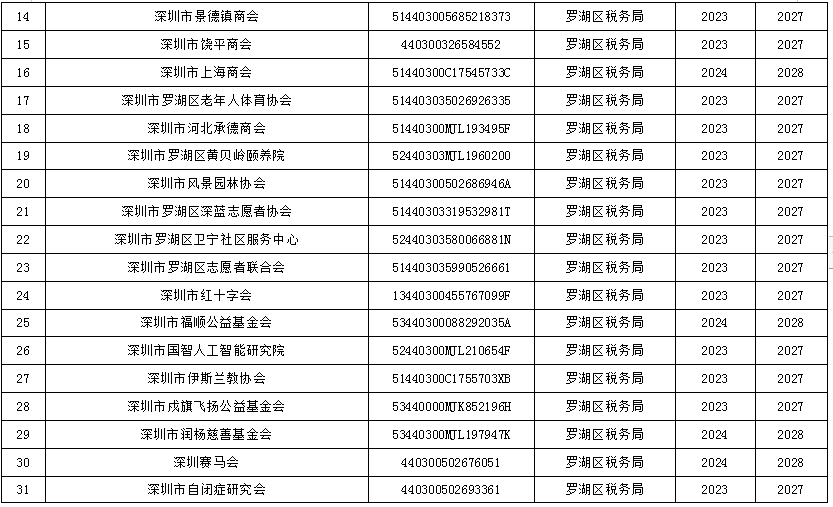 14 深圳市景德镇商会 514403005685218373 罗湖区税务局 2023 2027
15 深圳市饶平商会 440300326584552 罗湖区税务局 2023 2027
16 深圳市上海商会 51440300C17545733C 罗湖区税务局 2024 2028
17 深圳市罗湖区老年人体育协会 514403035026926335 罗湖区税务局 2023 2027
18 深圳市河北承德商会 51440300MJL193495F 罗湖区税务局 2023 2027
19 深圳市罗湖区黄贝岭颐养院 52440303MJL1960200 罗湖区税务局 2023 2027
20 深圳市风景园林协会 51440300502686946A 罗湖区税务局 2023 2027
21 深圳市罗湖区深蓝志愿者协会 51440303319532981T 罗湖区税务局 2023 2027
22 深圳市罗湖区卫宁社区服务中心 52440303580066881N 罗湖区税务局 2023 2027
23 深圳市罗湖区志愿者联合会 514403035990526661 罗湖区税务局 2023 2027
24 深圳市红十字会 13440300455767099F 罗湖区税务局 2023 2027
25 深圳市福顺公益基金会 53440300088292035A 罗湖区税务局 2024 2028
26 深圳市国智人工智能研究院 52440300MJL210654F 罗湖区税务局 2023 2027
27 深圳市伊斯兰教协会 51440300C1755703XB 罗湖区税务局 2023 2027
28 深圳市戍旗飞扬公益基金会 53440000MJK852196H 罗湖区税务局 2023 2027
29 深圳市润杨慈善基金会 53440300MJL197947K 罗湖区税务局 2024 2028
30 深圳赛马会 440300502676051 罗湖区税务局 2024 2028
31 深圳市自闭症研究会 440300502693361 罗湖区税务局 2023 2027